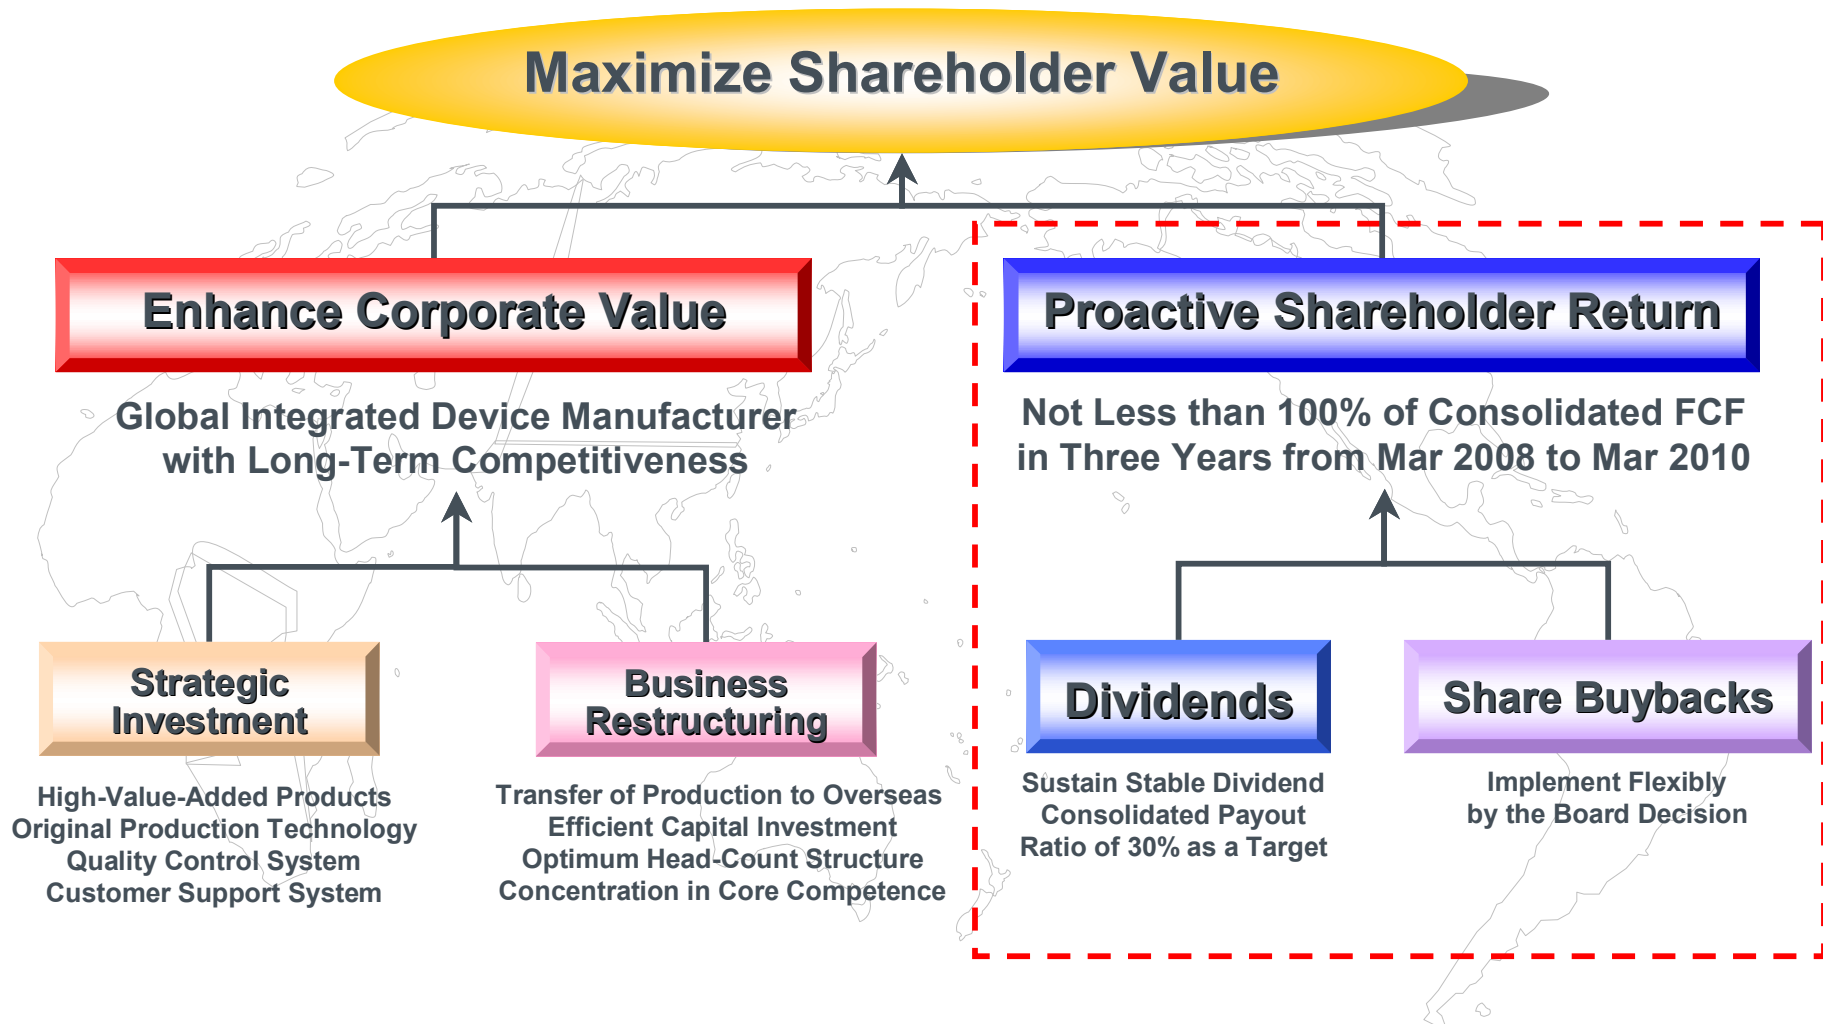 Maximize Shareholder Value
Enhance Corporate Value
Global Integrated Device Manufacturer
with Long-Term Competitiveness
Strategic
Investment
High-Value-Added Products
Original Production Technology
Quality Control System
Customer Support System
Business
Restructuring
Transfer of Production to Overseas
Efficient Capital Investment
Optimum Head-Count Structure
Concentration in Core Competence
Proactive Shareholder Return
Not Less than 100% of Consolidated FCF
in Three Years from Mar 2008 to Mar 2010
Dividends
Sustain Stable Dividend
Consolidated Payout
Ratio of 30% as a Target
Share Buybacks
Implement Flexibly
by the Board Decision